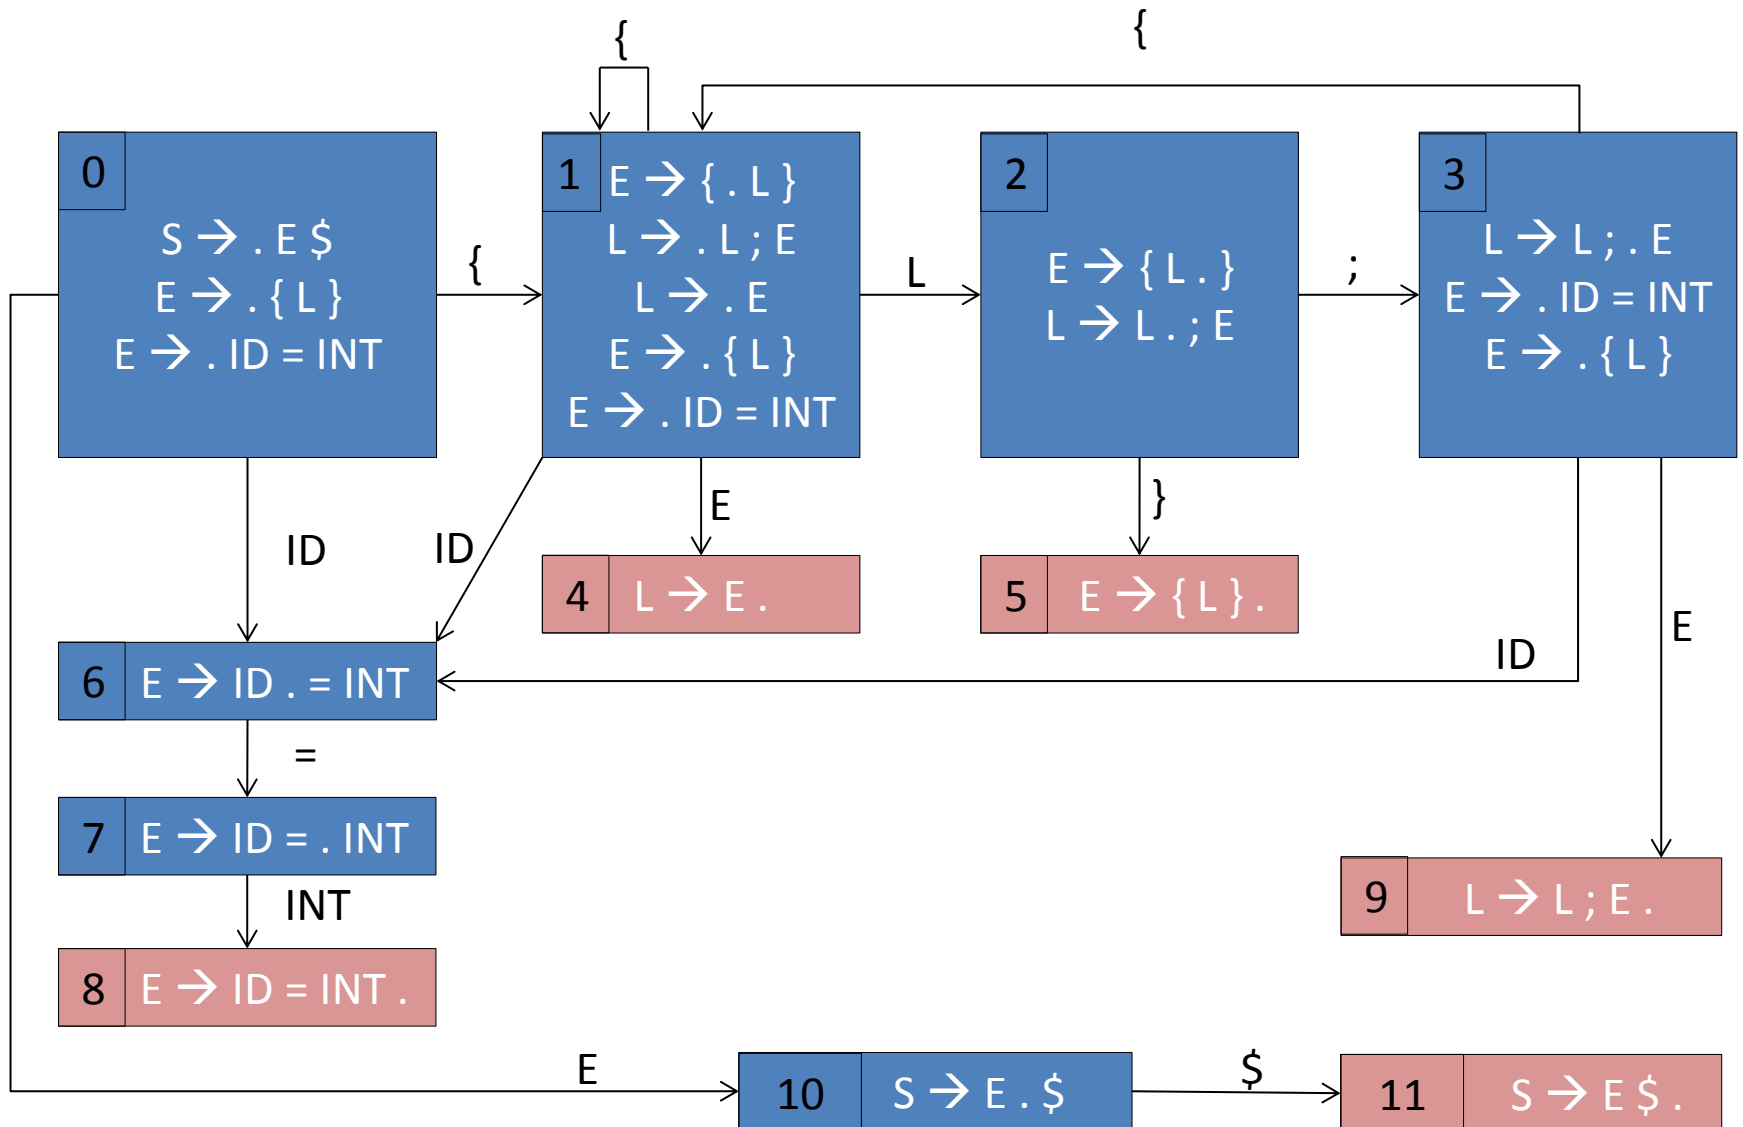 {
{
0
S → . E $
E → . { L }
E → . ID = INT
{
1
E → { . L }
L → . L ; E
L → . E
E → . { L }
E → . ID = INT
L
2
E → { L . }
L → L . ; E
;
3
L → L ; . E
E → . ID = INT
E → . { L }
ID
ID
E
}
4
L → E .
5
E → { L } .
ID
E
6
E → ID . = INT
=
7
E → ID = . INT
INT
9
L → L ; E .
8
E → ID = INT .
E
10
S → E . $
$
11
S → E $ .